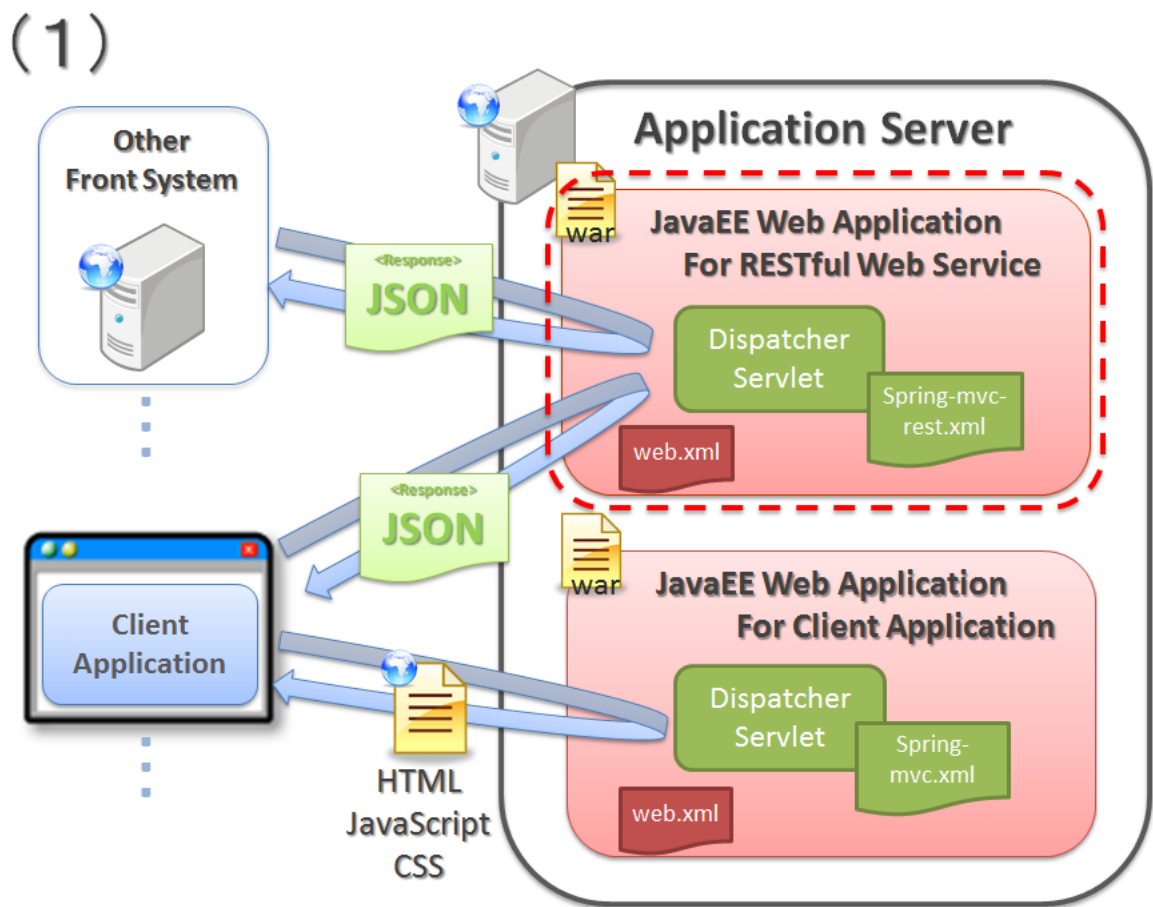 (1)
Other
Front System
Application Server
war
JavaEE Web Application
For RESTful Web Service
<Response>
JSON
Dispatcher
Servlet
Spring-mvc-
rest.xml
web.xml
<Response>
JSON
war
JavaEE Web Application
For Client Application
Client
Application
Dispatcher
Servlet
Spring-
mvc.xml
web.xml
HTML
JavaScript
CSS